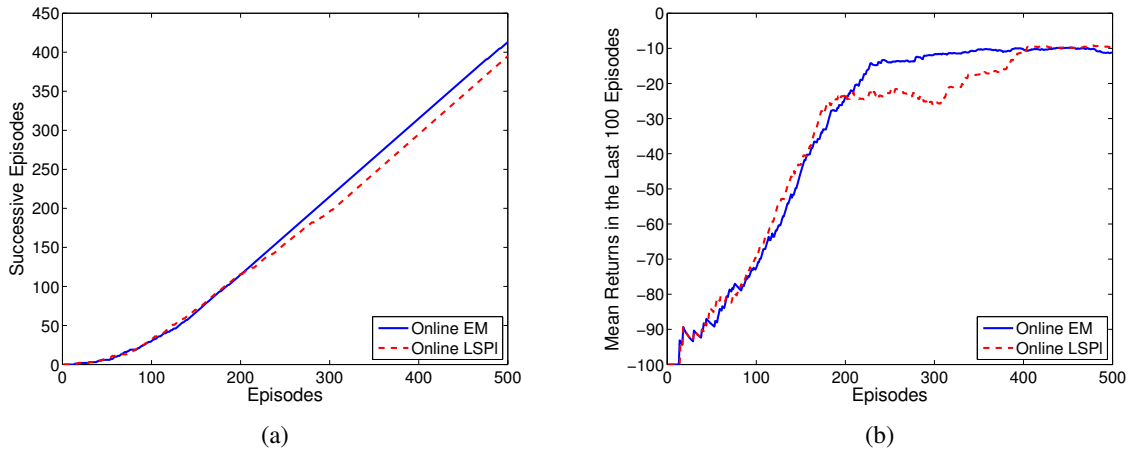 450
400
350
300
250
200
150
100
50
0
Successive Episodes
0 100 200 300 400 500
Episodes
Online EM
Online LSPI
(a)
0
−10
−20
−30
−40
−50
−60
−70
−80
−90
−100
Mean Returns in the Last 100 Episodes
0 100 200 300 400 500
Episodes
Online EM
Online LSPI
(b)